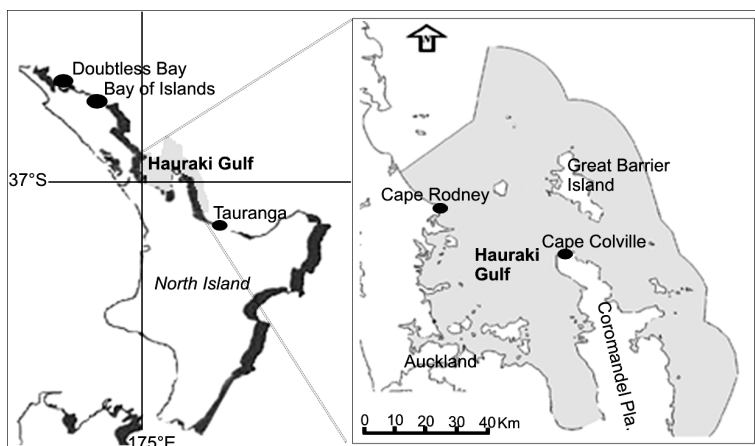 Doubtless Bay
Bay of Islands
Hauraki Gulf
37°S
Tauranga
North Island
175°E
N
Great Barrier
Island
Cape Rodney
Cape Colville
Hauraki
Gulf
Coromandel Pla.
Auckland
0 10 20 40 Km